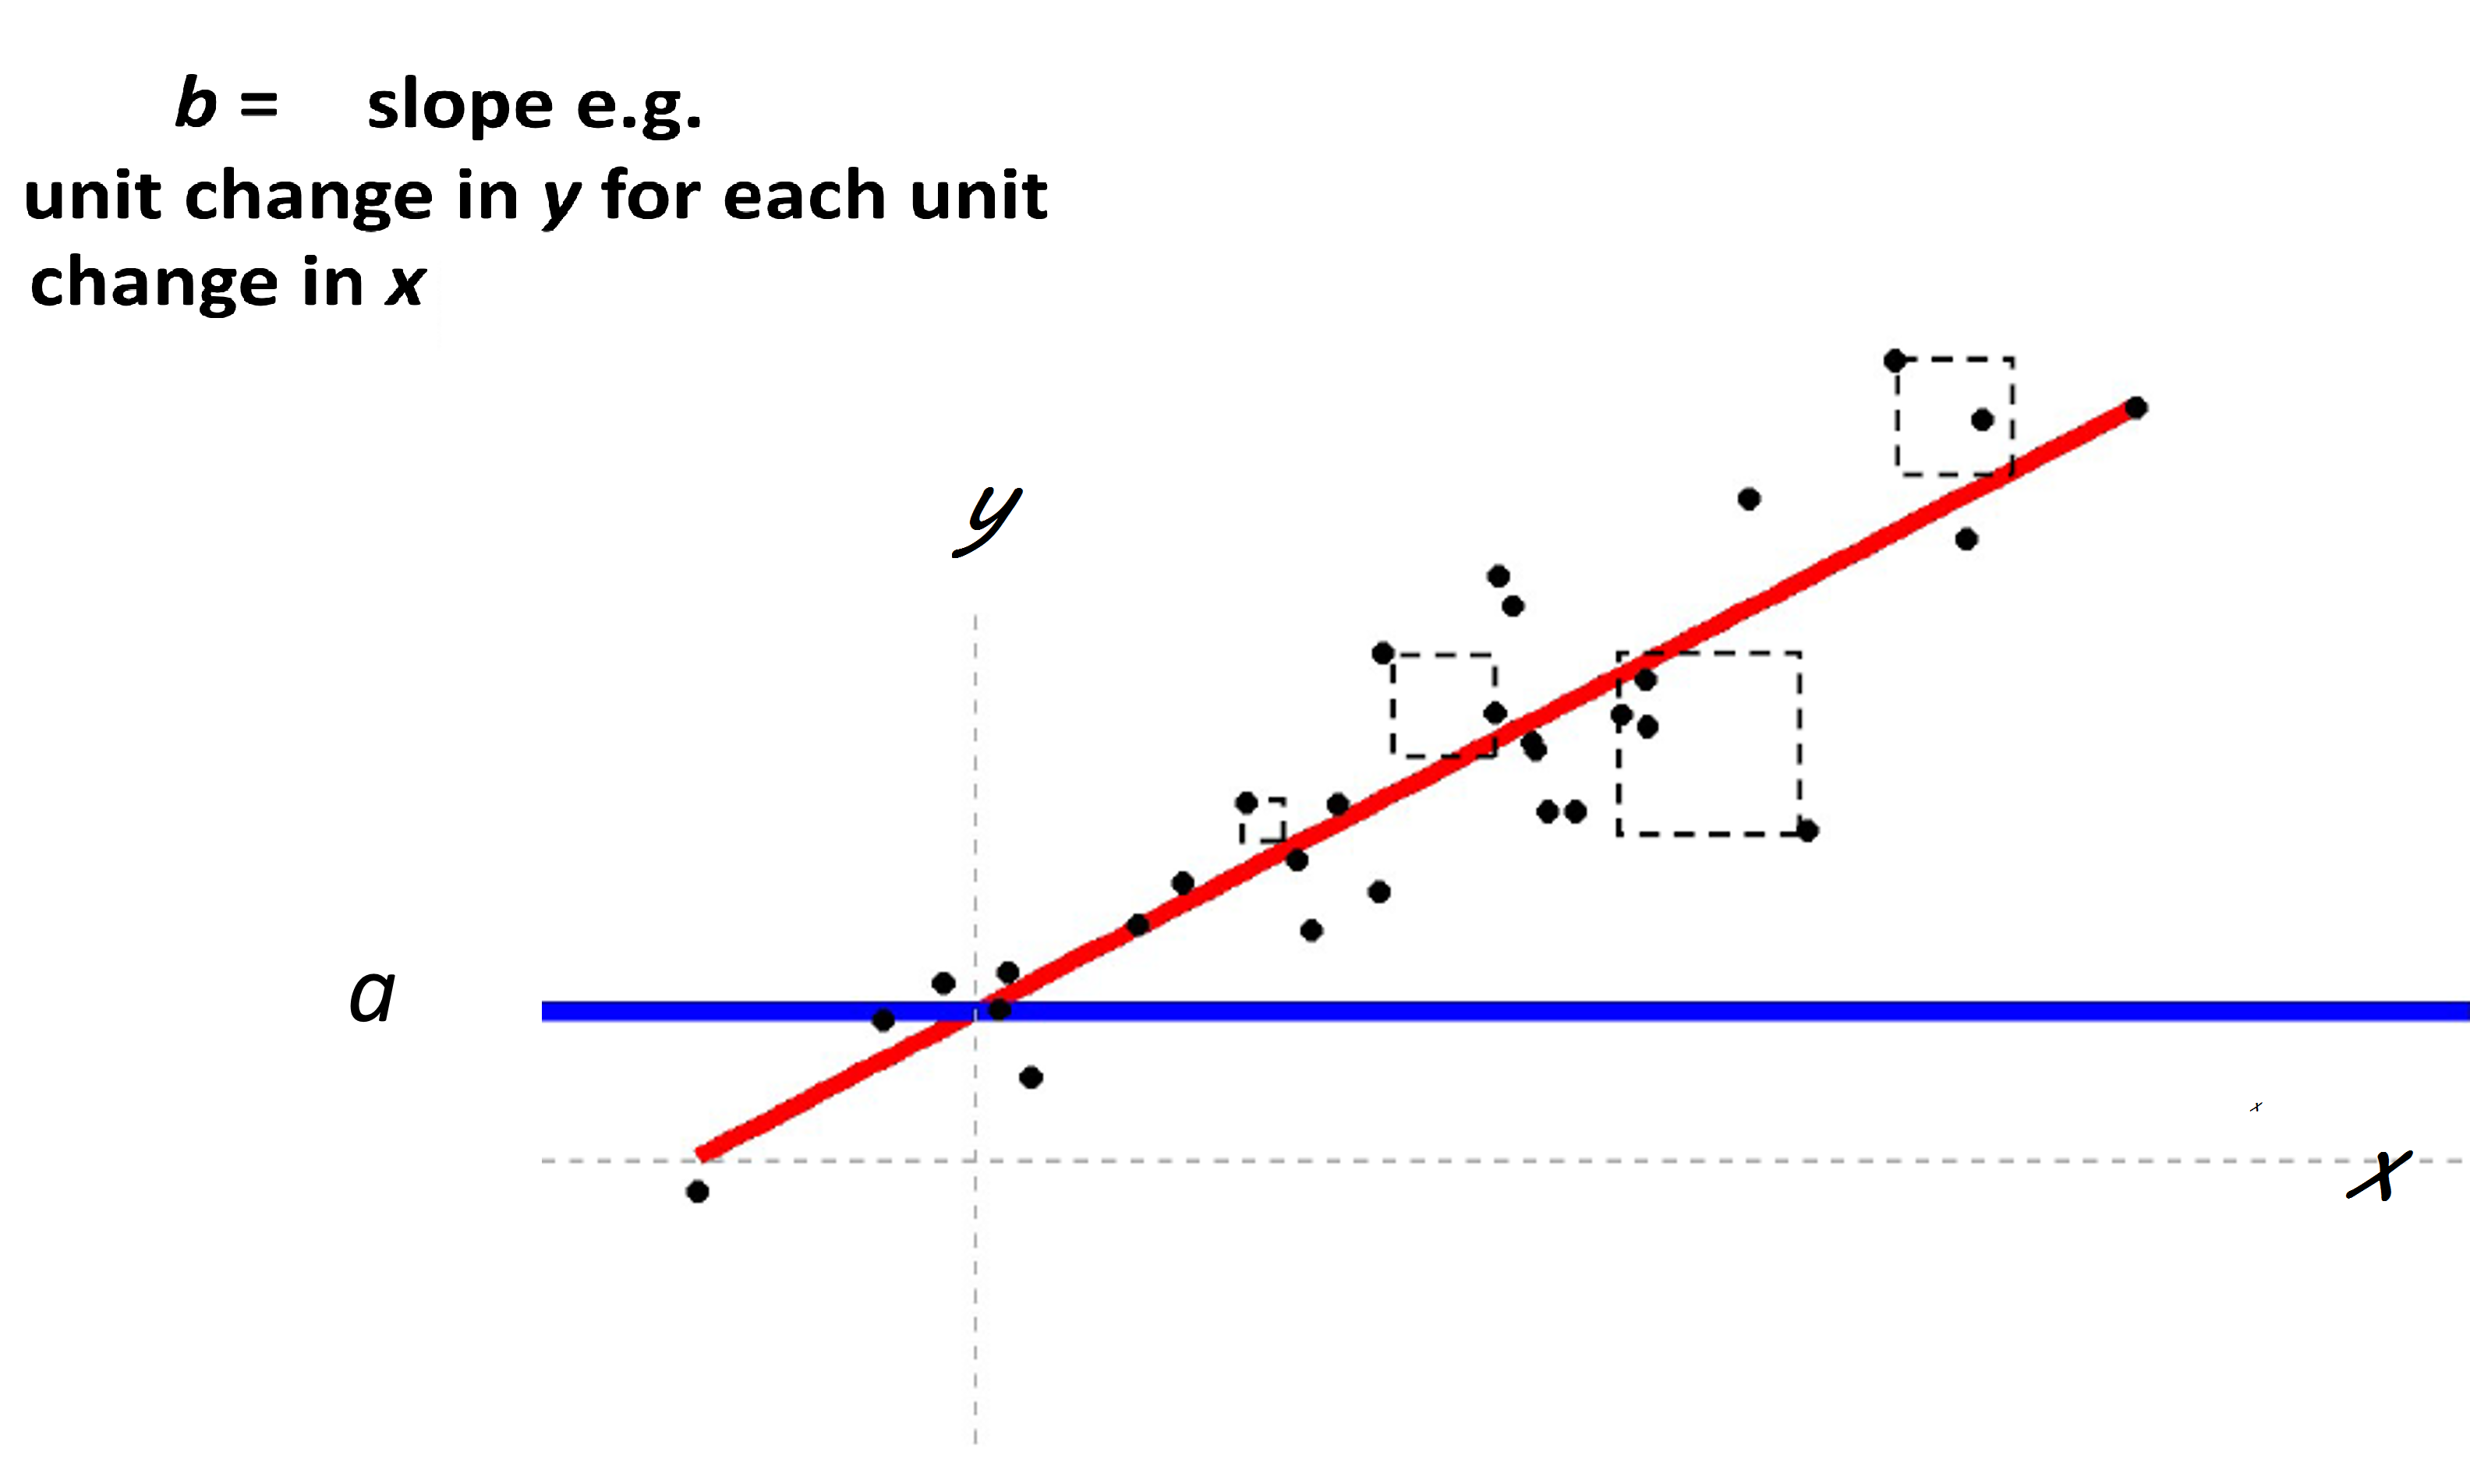 b = slope e.g.
unit change in y for each unit
change in x
y
a
x
x